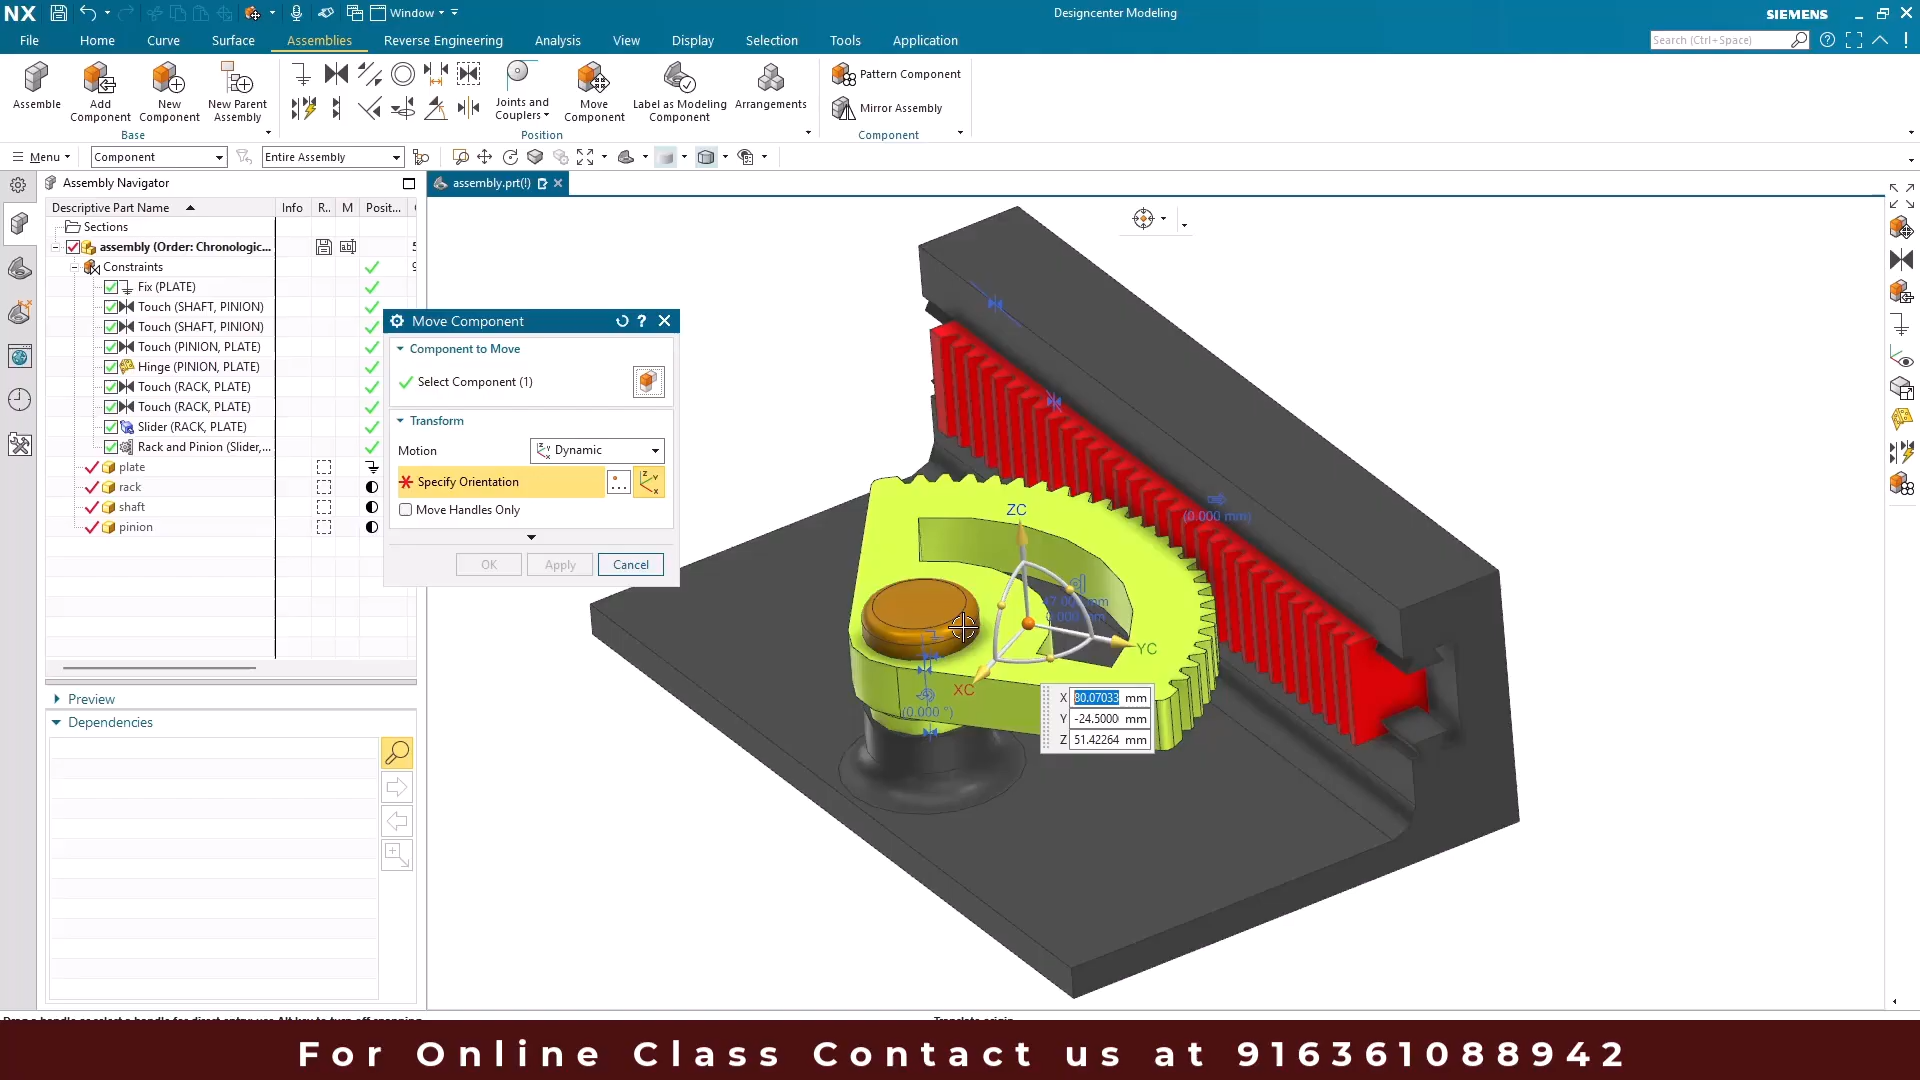 NX
Window
Designcenter Modeling
SIEMENS
File
Home
Curve
Surface
Assemblies
Reverse Engineering
Analysis
View
Display
Selection
Tools
Application
Search (Ctrl+Space)
Assemble
Add Component
New Component
New Parent Assembly
Base
Joints and Couplers
Move Component
Label as Modeling Component
Arrangements
Position
Pattern Component
Mirror Assembly
Component
Menu
Component
Entire Assembly
Assembly Navigator
assembly.prt(!)
Descriptive Part Name
Info
R..
M
Posit...
Sections
assembly (Order: Chronologic...
Constraints
Fix (PLATE)
Touch (SHAFT, PINION)
Touch (SHAFT, PINION)
Touch (PINION, PLATE)
Hinge (PINION, PLATE)
Touch (RACK, PLATE)
Touch (RACK, PLATE)
Slider (RACK, PLATE)
Rack and Pinion (Slider,...
plate
rack
shaft
pinion
Move Component
Component to Move
Select Component (1)
Transform
Motion
Dynamic
Specify Orientation
Move Handles Only
OK
Apply
Cancel
(0.000 mm)
ZC
YC
XC
(0.000 °)
X 80.07033 mm
Y -24.5000 mm
Z 51.42264 mm
Preview
Dependencies
For Online Class Contact us at 916361088942